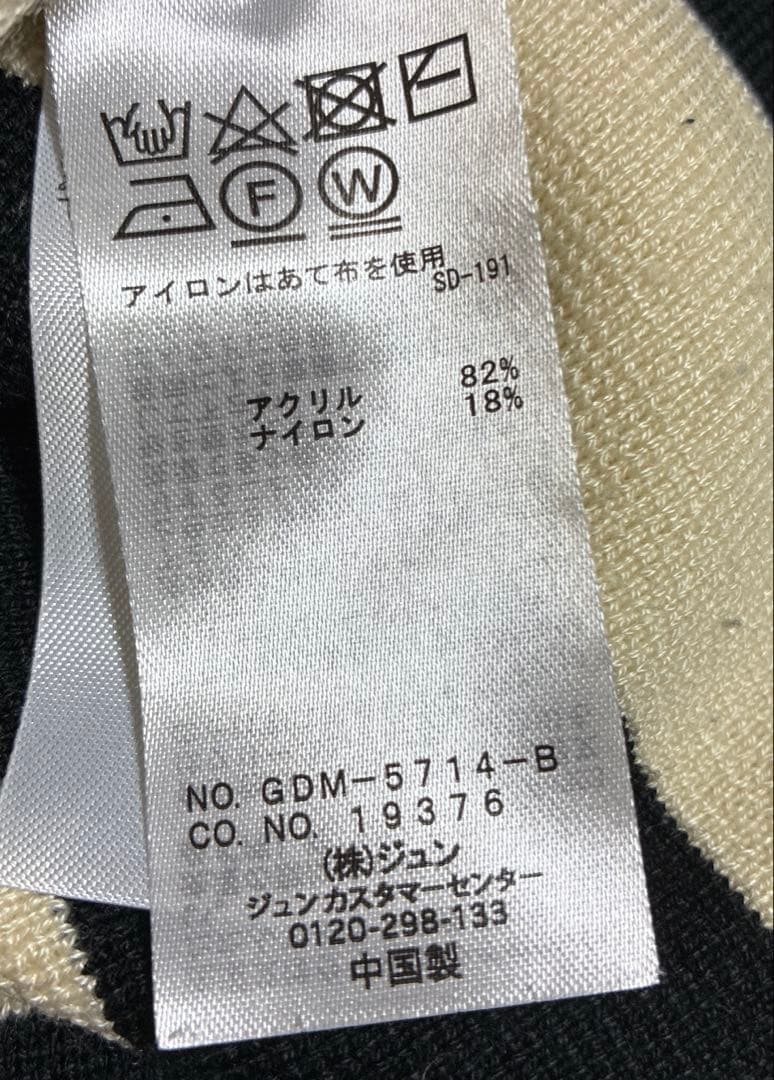 F W
アイロンはあて布を使用
SD-191
アクリル 82%
ナイロン 18%
NO. GDM-5714-B
CO. NO. 19376
(株)ジュン
ジュンカスタマーセンター
0120-298-133
中国製